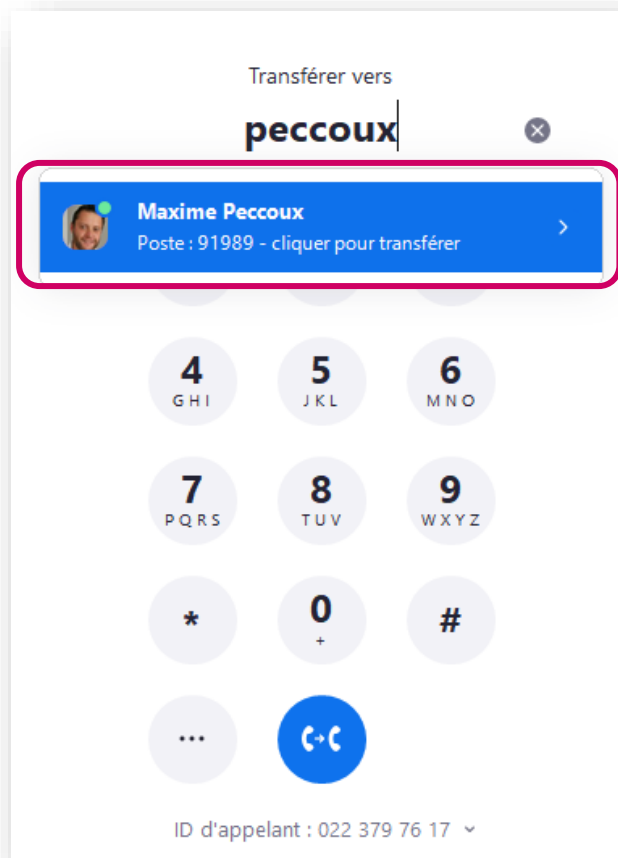 Transférer vers
peccoux
Maxime Peccoux
Poste : 91989 - cliquer pour transférer
4 5 6
GHI JKL MNO
7 8 9
PQRS TUV WXYZ
* 0 #
+
...
ID d'appelant : 022 379 76 17